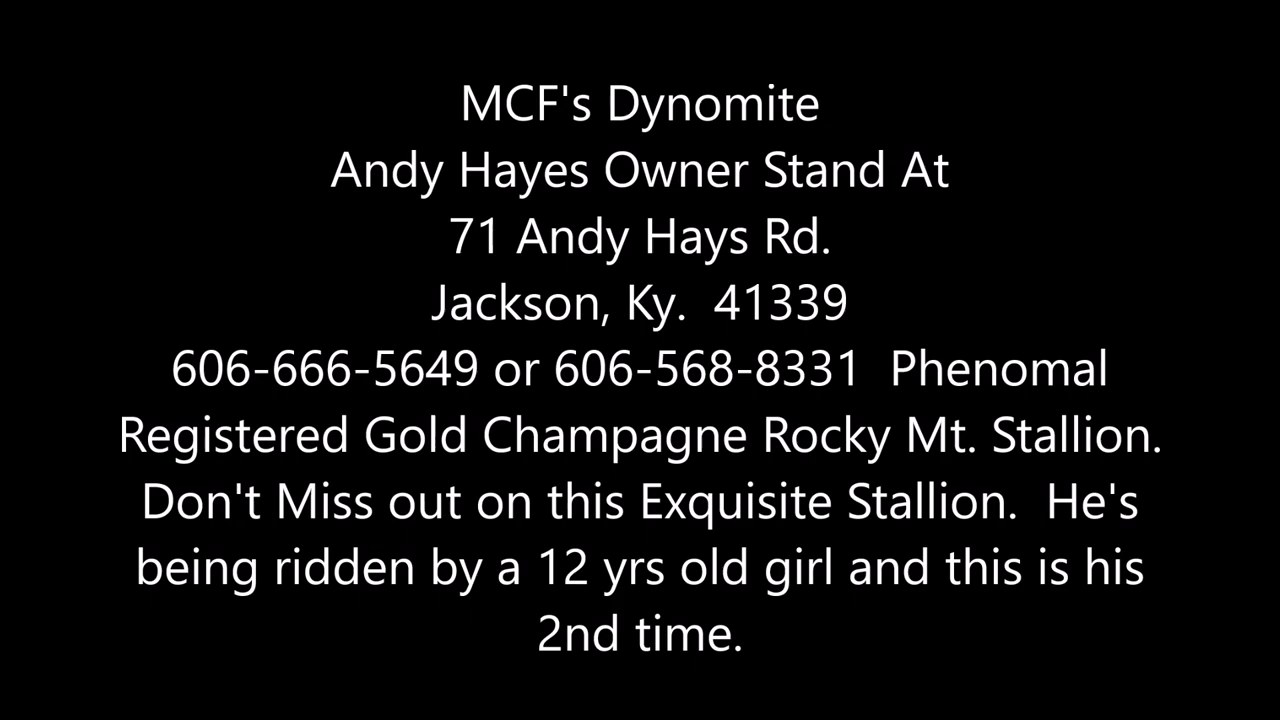 MCF's Dynomite
Andy Hayes Owner Stand At
71 Andy Hays Rd.
Jackson, Ky.  41339
606-666-5649 or 606-568-8331  Phenomal
Registered Gold Champagne Rocky Mt. Stallion.
Don't Miss out on this Exquisite Stallion.  He's
being ridden by a 12 yrs old girl and this is his
2nd time.